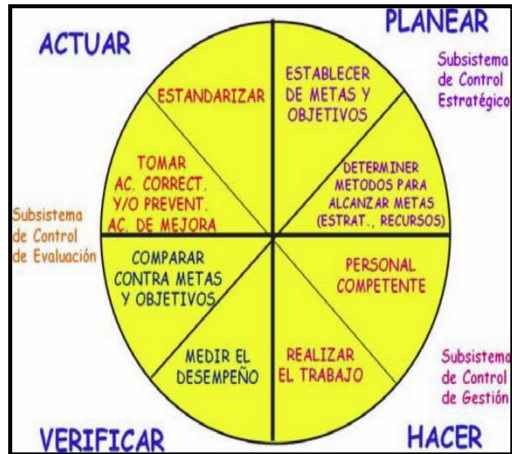 ACTUAR
PLANEAR
Subsistema
de Control
Estratégico
ESTANDARIZAR
ESTABLECER
DE METAS Y
OBJETIVOS
TOMAR
AC. CORRECT.
Y/O PREVENT.
AC. DE MEJORA
DETERMINER
METODOS PARA
ALCANZAR METAS
(ESTRAT., RECURSOS)
Subsistema
de Control
de Evaluación
COMPARAR
CONTRA METAS
Y OBJETIVOS
PERSONAL
COMPETENTE
MEDIR EL
DESEMPEÑO
REALIZAR
EL TRABAJO
Subsistema
de Control
de Gestión
VERIFICAR
HACER